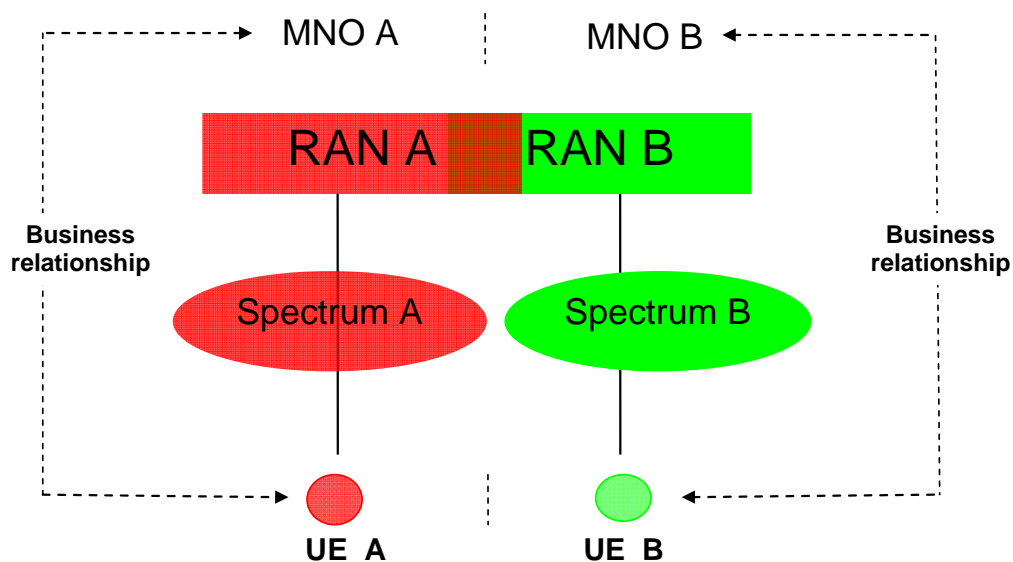 MNO A
MNO B
RAN A
RAN B
Business
relationship
Business
relationship
Spectrum A
Spectrum B
UE A
UE B